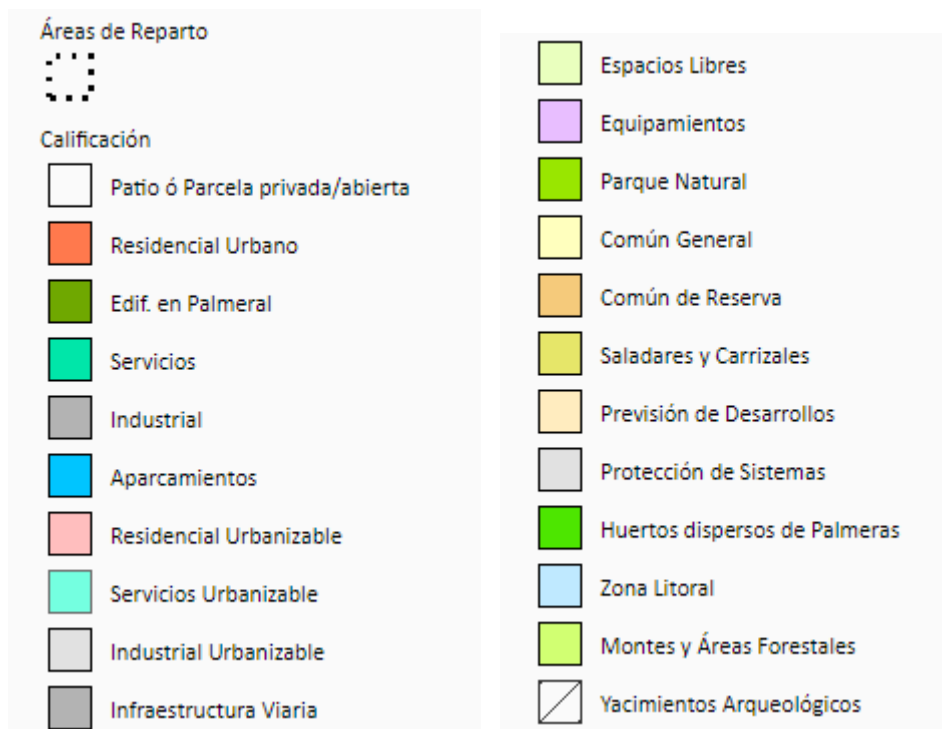 Áreas de Reparto
Calificación
Patio ó Parcela privada/abierta
Residencial Urbano
Edif. en Palmeral
Servicios
Industrial
Aparcamientos
Residencial Urbanizable
Servicios Urbanizable
Industrial Urbanizable
Infraestructura Viaria
Espacios Libres
Equipamientos
Parque Natural
Común General
Común de Reserva
Saladares y Carrizales
Previsión de Desarrollos
Protección de Sistemas
Huertos dispersos de Palmeras
Zona Litoral
Montes y Áreas Forestales
Yacimientos Arqueológicos